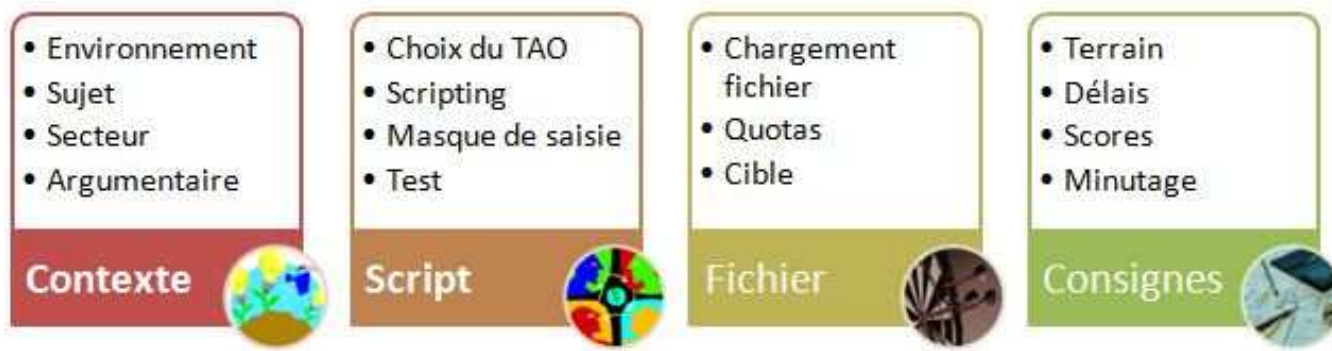 • Environnement
• Sujet
• Secteur
• Argumentaire
Contexte
• Choix du TAO
• Scripting
• Masque de saisie
• Test
Script
• Chargement
fichier
• Quotas
• Cible
Fichier
• Terrain
• Délais
• Scores
• Minutage
Consignes